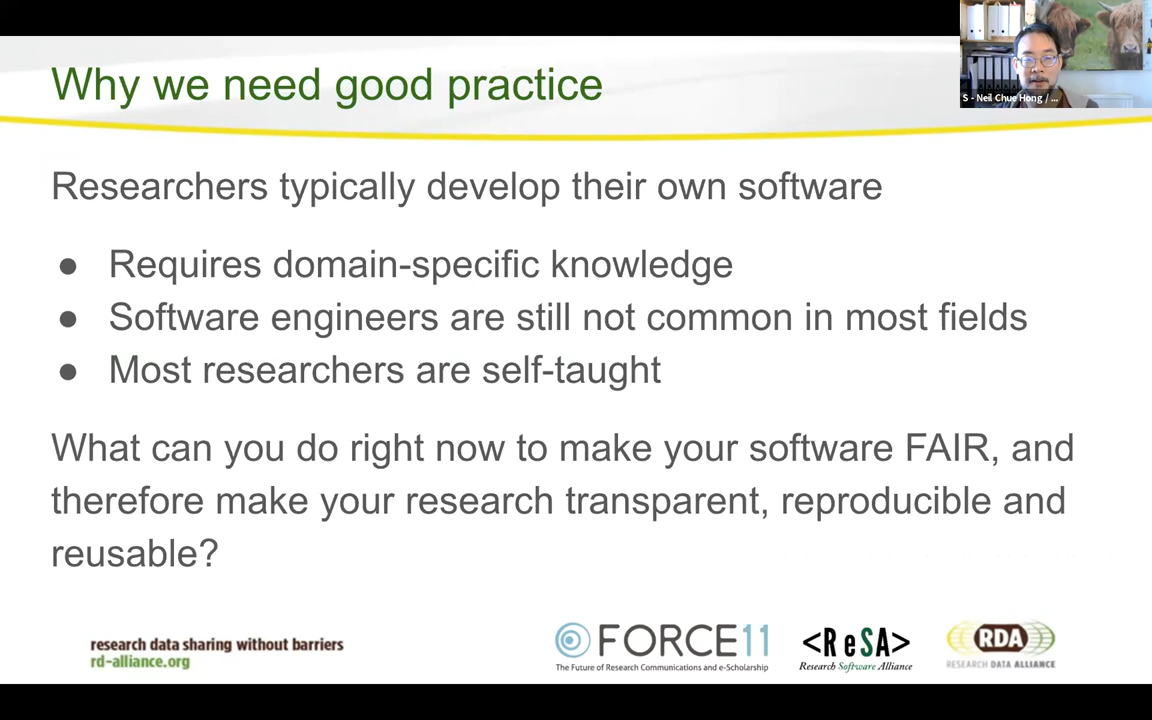 Why we need good practice
S - Neil Chue Hong / ...
Researchers typically develop their own software
● Requires domain-specific knowledge
● Software engineers are still not common in most fields
● Most researchers are self-taught
What can you do right now to make your software FAIR, and
therefore make your research transparent, reproducible and
reusable?
research data sharing without barriers
rd-alliance.org
FORCE11
The Future of Research Communications and e-Scholarship
<ReSA>
Research Software Alliance
RDA
RESEARCH DATA ALLIANCE